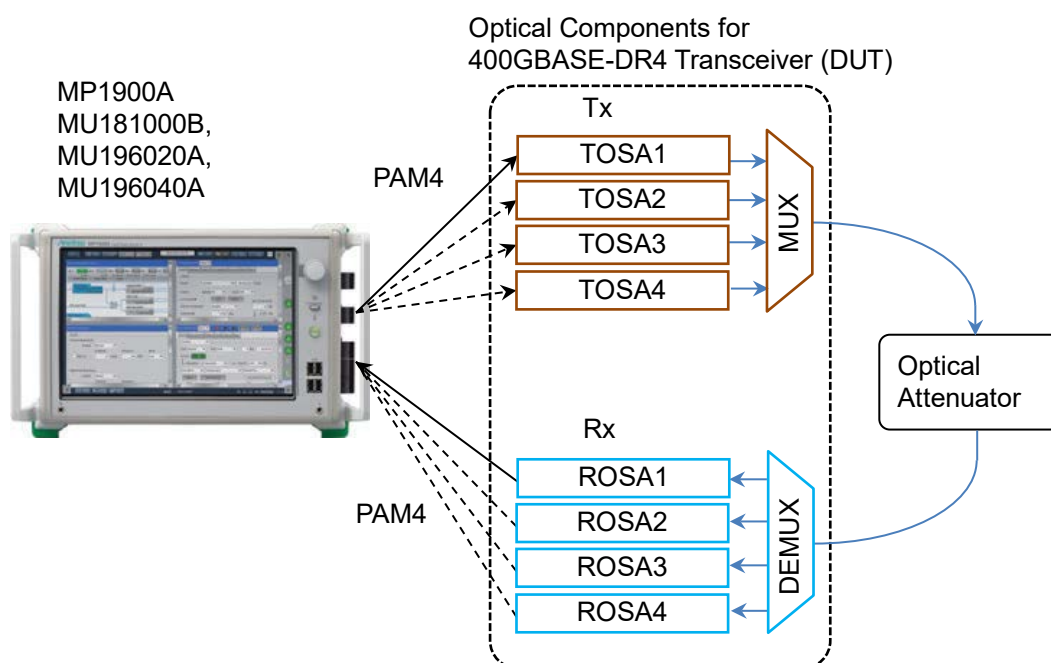 Optical Components for
400GBASE-DR4 Transceiver (DUT)
MP1900A
MU181000B,
MU196020A,
MU196040A
Tx
PAM4
TOSA1
TOSA2
TOSA3
TOSA4
MUX
Optical
Attenuator
Rx
PAM4
ROSA1
ROSA2
ROSA3
ROSA4
DEMUX